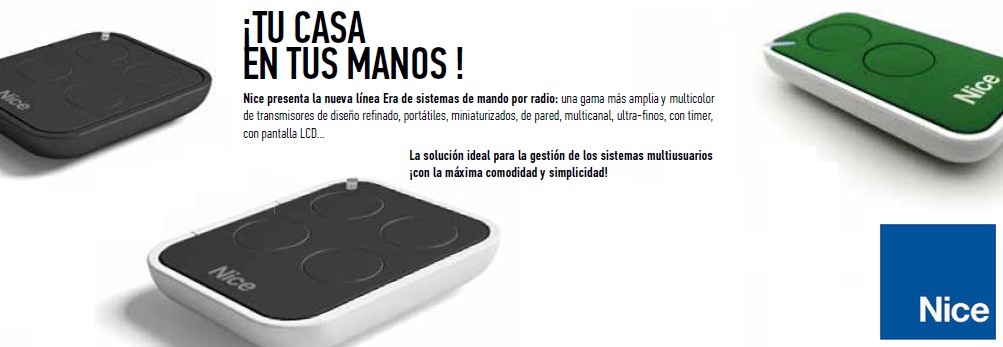 ¡TU CASA
EN TUS MANOS !
Nice presenta la nueva línea Era de sistemas de mando por radio: una gama más amplia y multicolor
de transmisores de diseño refinado, portátiles, miniaturizados, de pared, multicanal, ultra-finos, con timer,
con pantalla LCD...
La solución ideal para la gestión de los sistemas multiusuarios
¡con la máxima comodidad y simplicidad!
Nice
Nice
Nice
Nice